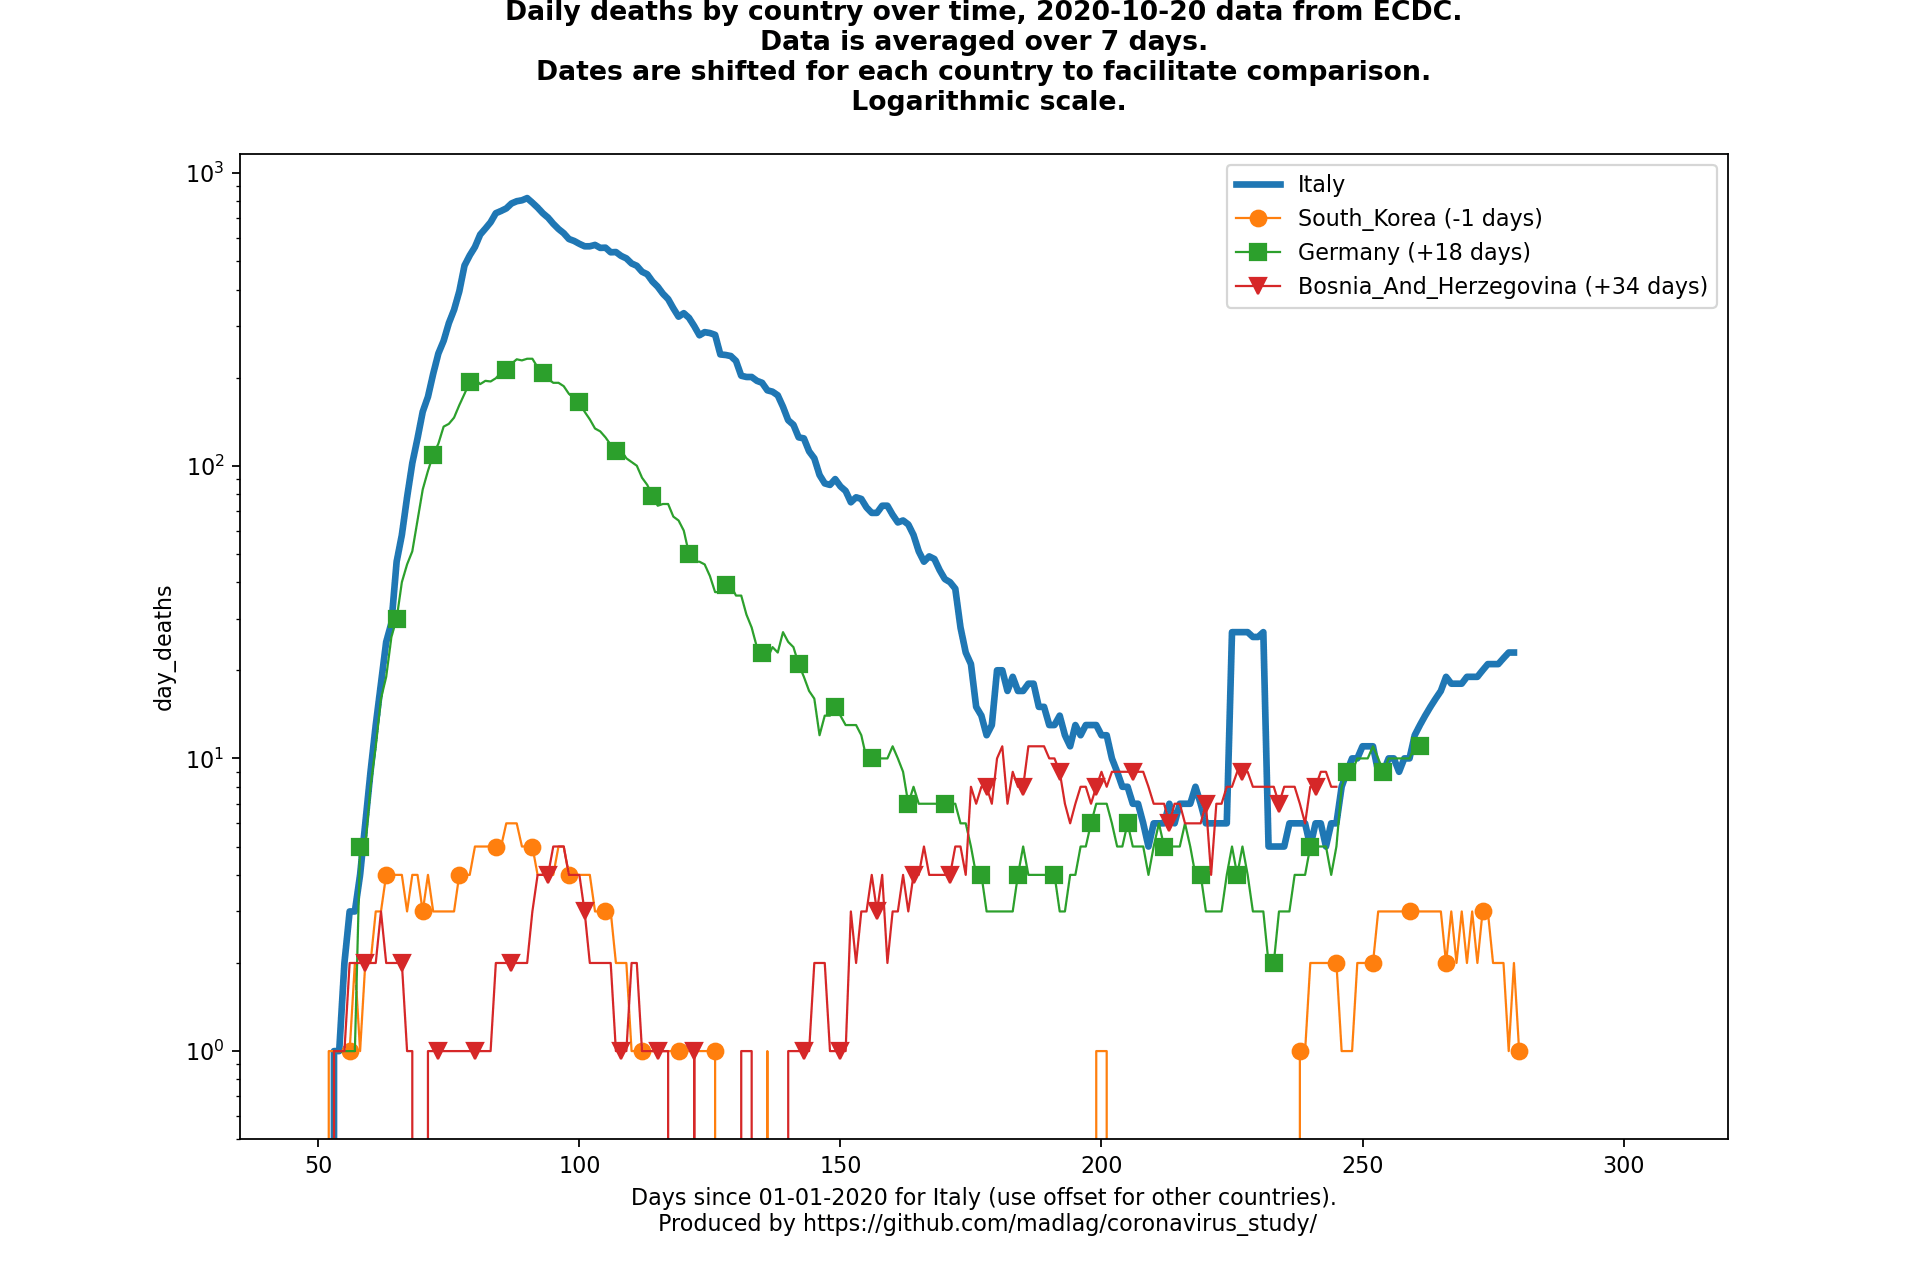 Daily deaths by country over time, 2020-10-20 data from ECDC.
Data is averaged over 7 days.
Dates are shifted for each country to facilitate comparison.
Logarithmic scale.
10³
10²
10¹
10⁰
day_deaths
Italy
South_Korea (-1 days)
Germany (+18 days)
Bosnia_And_Herzegovina (+34 days)
50 100 150 200 250 300
Days since 01-01-2020 for Italy (use offset for other countries).
Produced by https://github.com/madlag/coronavirus_study/